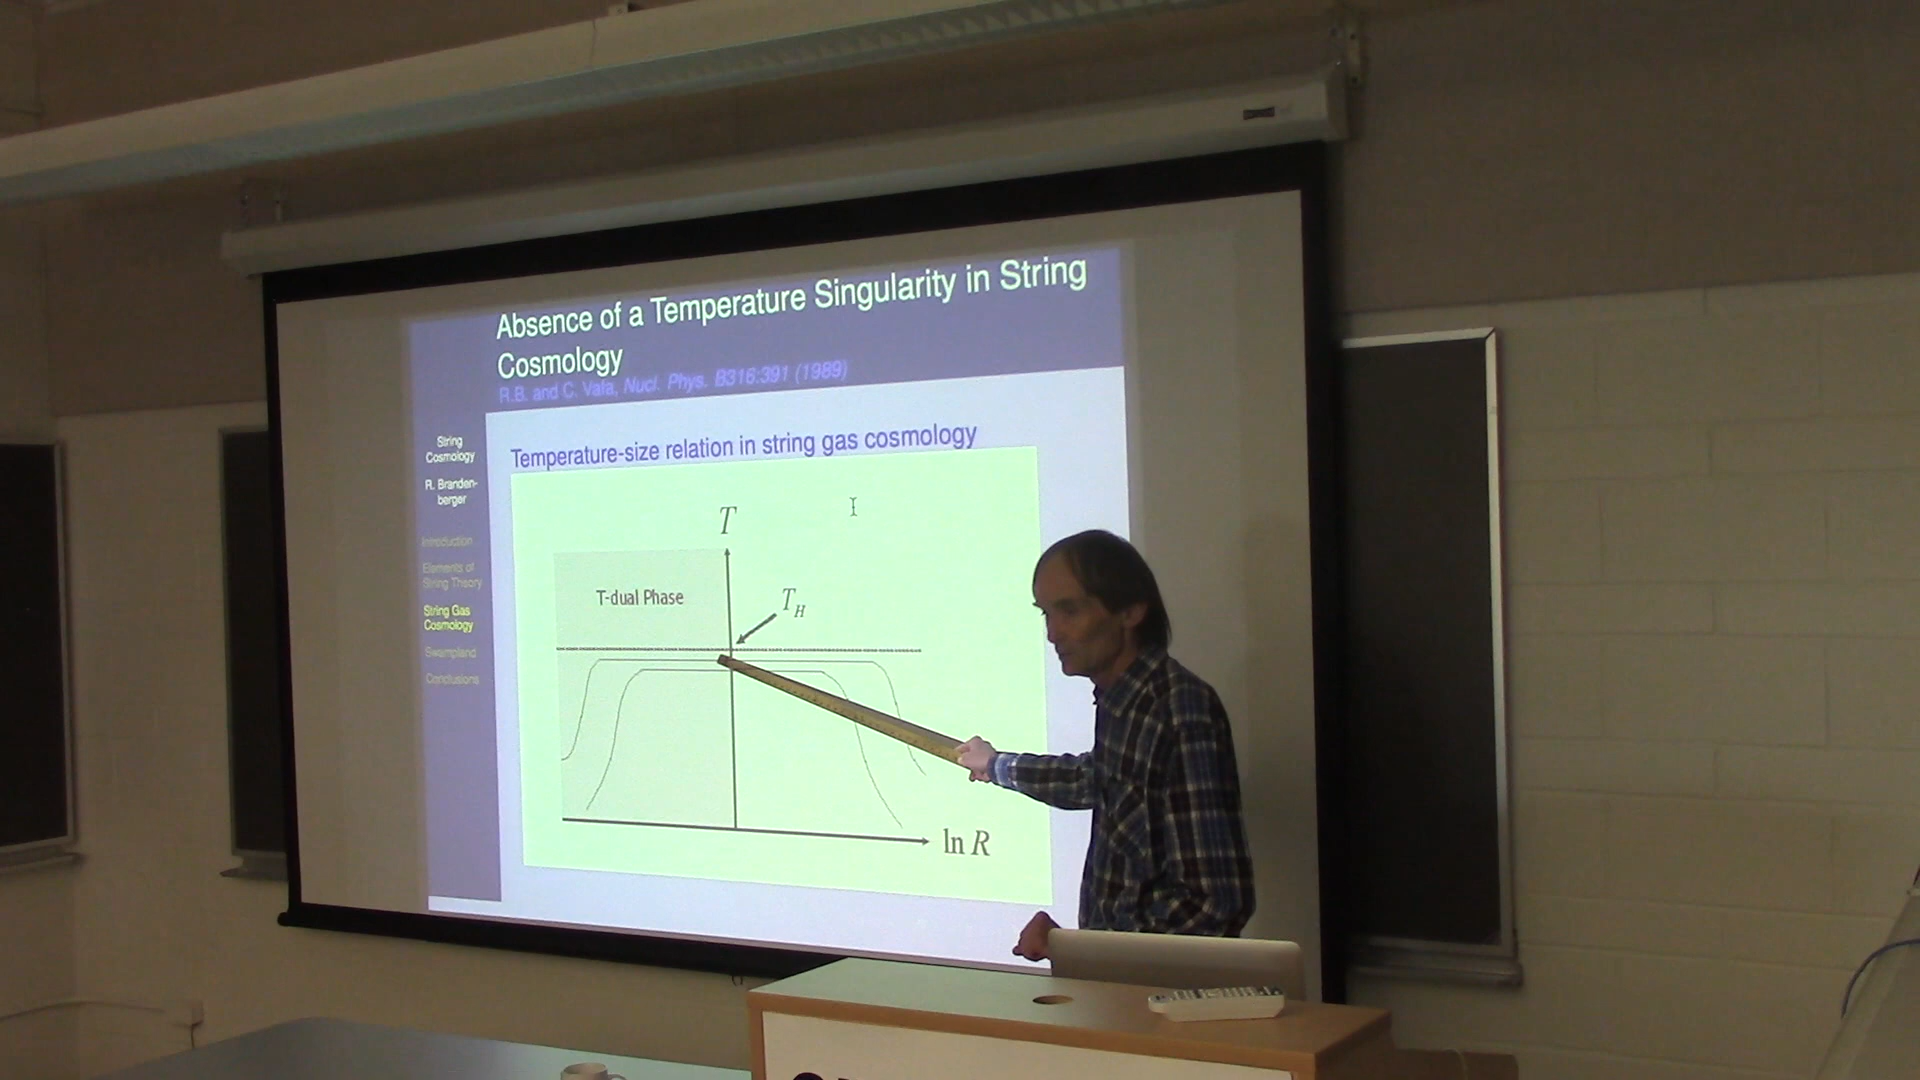 Absence of a Temperature Singularity in String
Cosmology
R.B. and C. Vafa, Nucl. Phys. B316:391 (1989)
String
Cosmology
R. Branden-
berger
Introduction
Elements of
String Theory
String Gas
Cosmology
Swampland
Conclusions
Temperature-size relation in string gas cosmology
T
T-dual Phase
T_H
ln R